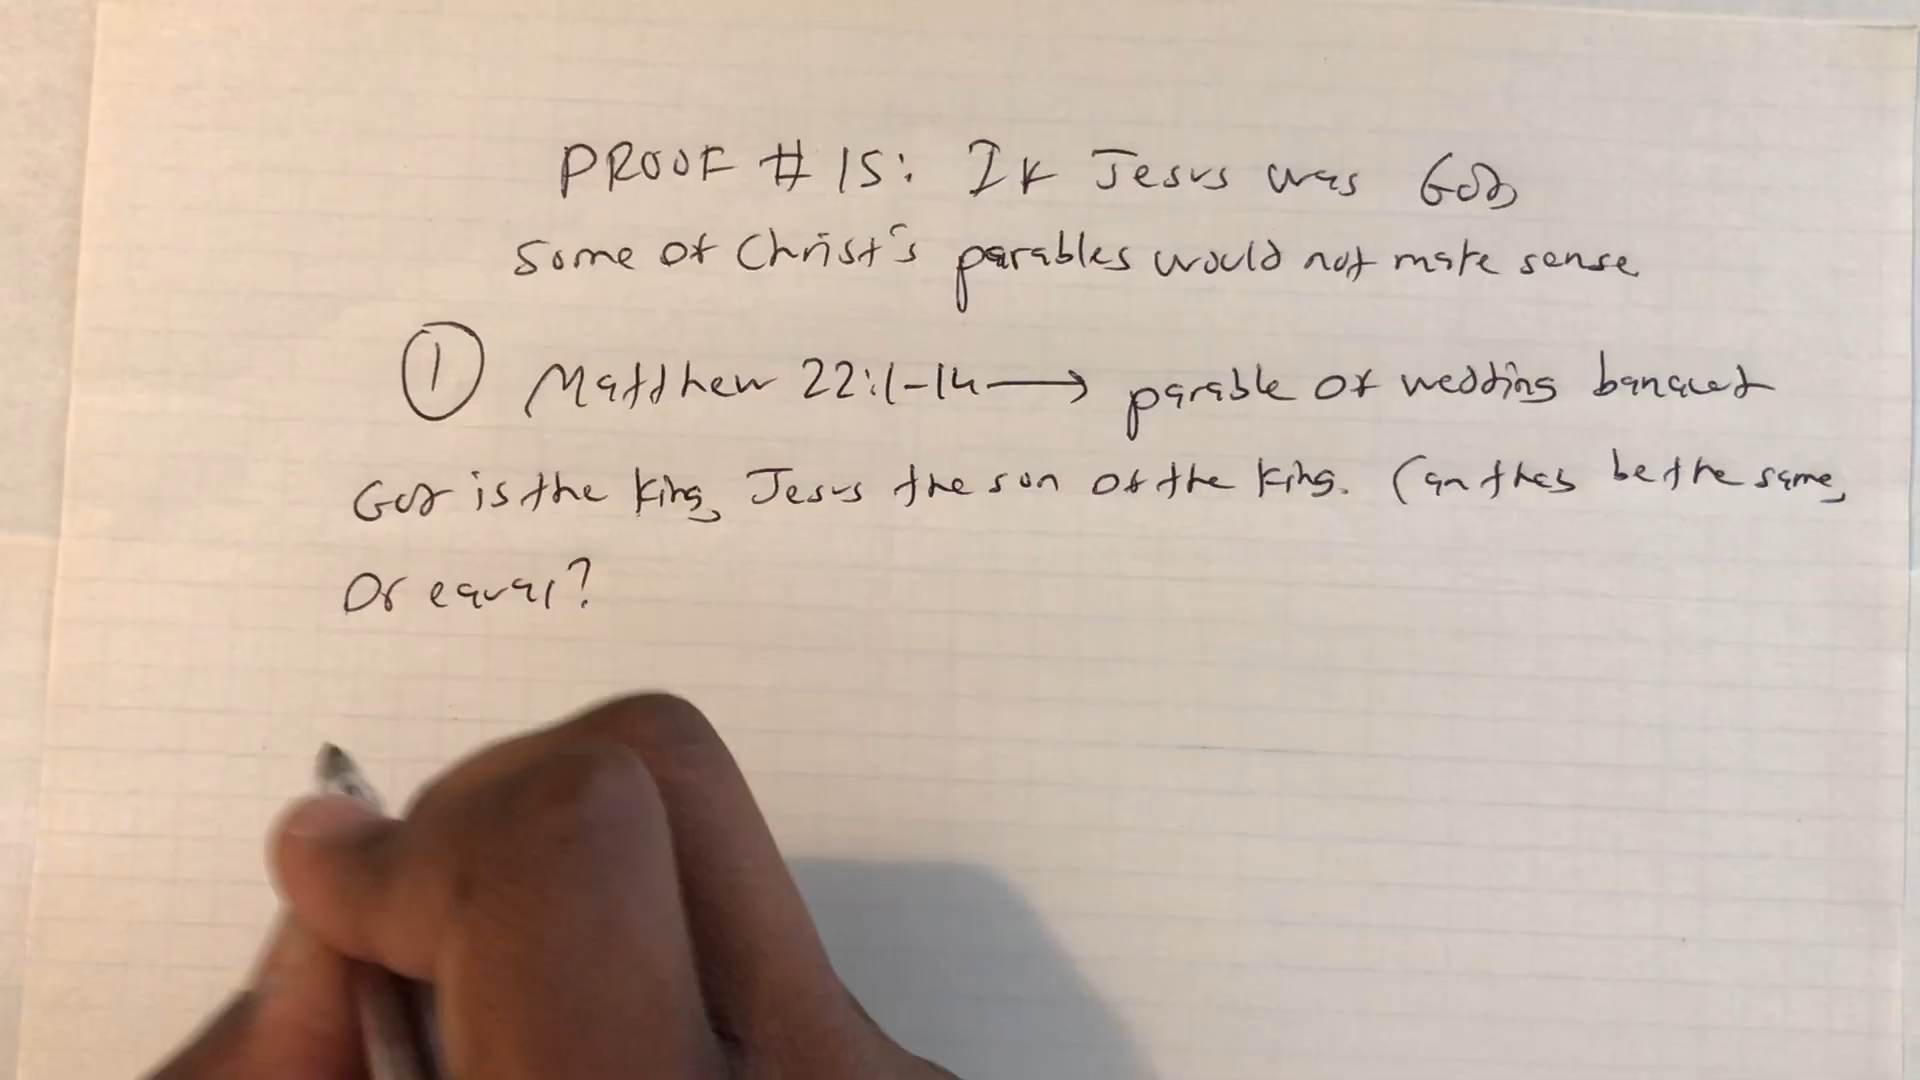 PROOF # 15: If Jesus was God,
Some of Christ's parables would not make sense
① Matthew 22:1-14 → parable of wedding banquet
God is the king, Jesus the son of the king. Can they be the same,
Or equal?